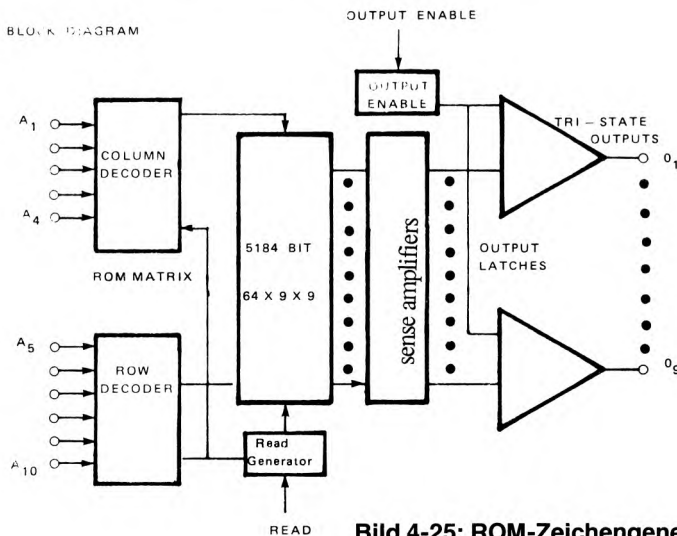 OUTPUT ENABLE
BLOCK DIAGRAM
OUTPUT
ENABLE
TRI-STATE
OUTPUTS
A1
COLUMN
DECODER
A4
O1
5184 BIT
64 X 9 X 9
sense amplifiers
OUTPUT
LATCHES
ROM MATRIX
A5
ROW
DECODER
A10
O9
Read
Generator
READ
Bild 4-25: ROM-Zeichengene